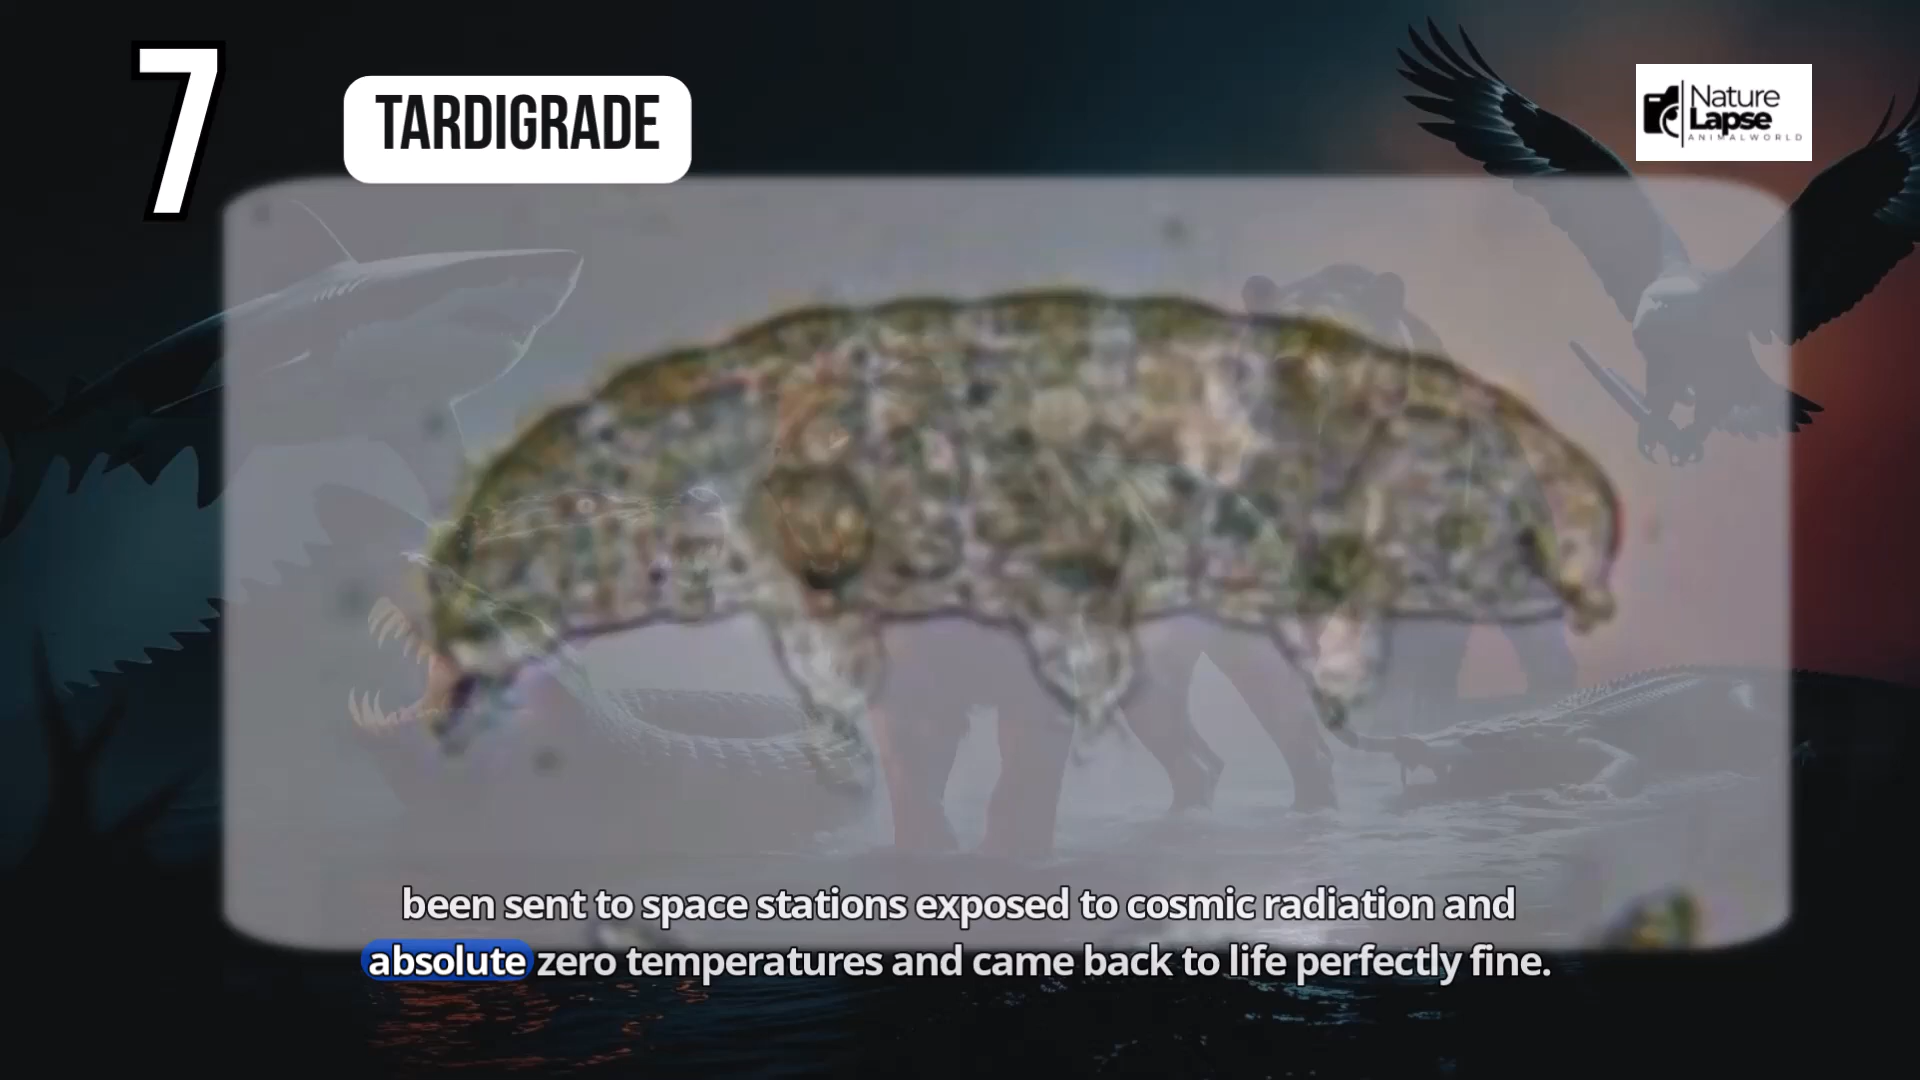 7
TARDIGRADE
Nature
Lapse
ANIMALWORLD
been sent to space stations exposed to cosmic radiation and
absolute zero temperatures and came back to life perfectly fine.